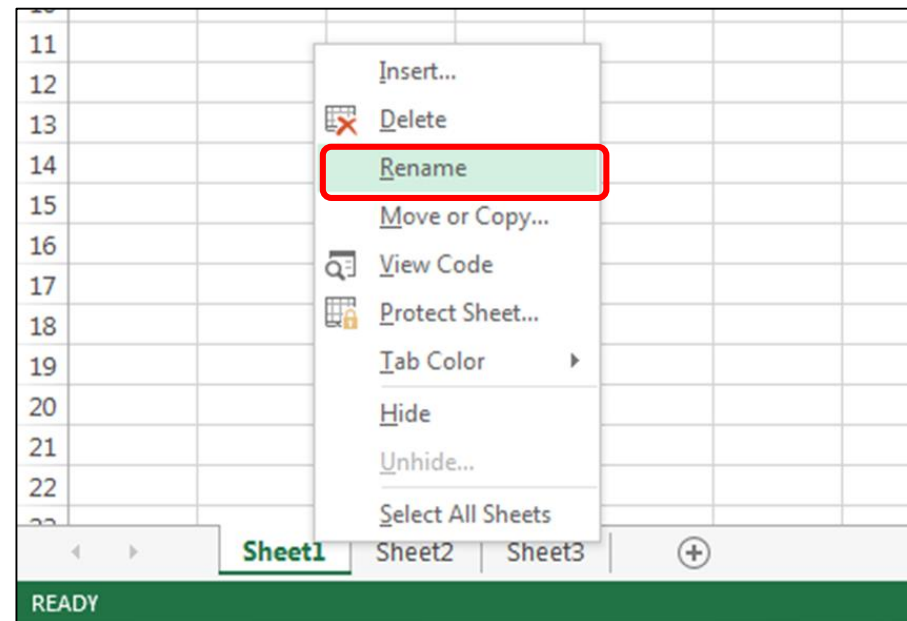 11
12
13
14
15
16
17
18
19
20
21
22
Insert...
Delete
Rename
Move or Copy...
View Code
Protect Sheet...
Tab Color
Hide
Unhide...
Select All Sheets
Sheet1 Sheet2 Sheet3
READY